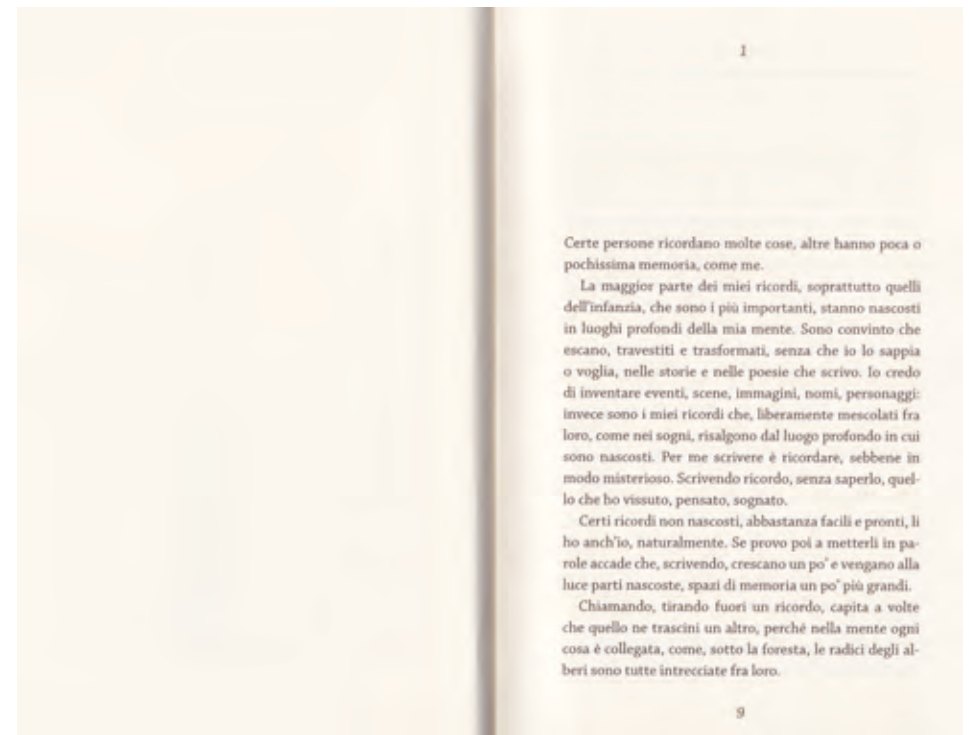 1
Certe persone ricordano molte cose, altre hanno poca o
pochissima memoria, come me.
La maggior parte dei miei ricordi, soprattutto quelli
dell'infanzia, che sono i più importanti, stanno nascosti
in luoghi profondi della mia mente. Sono convinto che
escano, travestiti e trasformati, senza che io lo sappia
o voglia, nelle storie e nelle poesie che scrivo. Io credo
di inventare eventi, scene, immagini, nomi, personaggi:
invece sono i miei ricordi che, liberamente mescolati fra
loro, come nei sogni, risalgono dal luogo profondo in cui
sono nascosti. Per me scrivere è ricordare, sebbene in
modo misterioso. Scrivendo ricordo, senza saperlo, quel-
lo che ho vissuto, pensato, sognato.
Certi ricordi non nascosti, abbastanza facili e pronti, li
ho anch'io, naturalmente. Se provo poi a metterli in pa-
role accade che, scrivendo, crescano un po' e vengano alla
luce parti nascoste, spazi di memoria un po' più grandi.
Chiamando, tirando fuori un ricordo, capita a volte
che quello ne trascini un altro, perché nella mente ogni
cosa è collegata, come, sotto la foresta, le radici degli al-
beri sono tutte intrecciate fra loro.
9